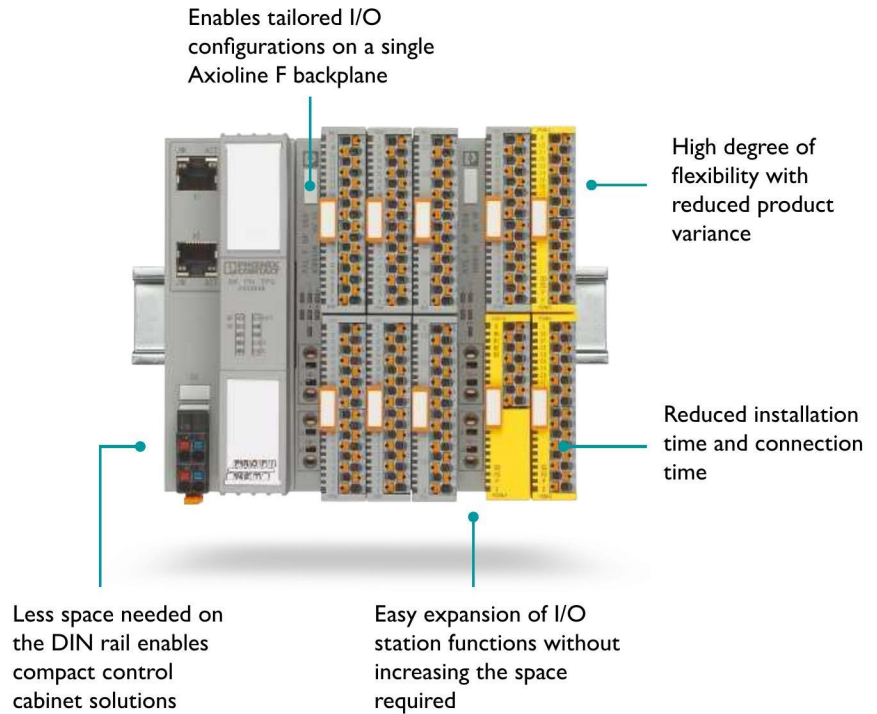 Enables tailored I/O
configurations on a single
Axioline F backplane
High degree of
flexibility with
reduced product
variance
PHOENIX
CONTACT
Reduced installation
time and connection
time
Less space needed on
the DIN rail enables
compact control
cabinet solutions
Easy expansion of I/O
station functions without
increasing the space
required